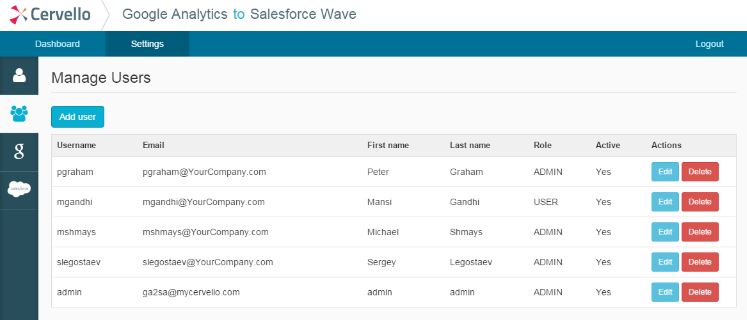 Cervello Google Analytics to Salesforce Wave
Dashboard Settings Logout
Manage Users
Add user
Username Email First name Last name Role Active Actions
pgraham pgraham@YourCompany.com Peter Graham ADMIN Yes Edit Delete
mgandhi mgandhi@YourCompany.com Mansi Gandhi USER Yes Edit Delete
mshmays mshmays@YourCompany.com Michael Shmays ADMIN Yes Edit Delete
slegostaev slegostaev@YourCompany.com Sergey Legostaev ADMIN Yes Edit Delete
admin ga2sa@mycervello.com admin admin ADMIN Yes Edit Delete
g